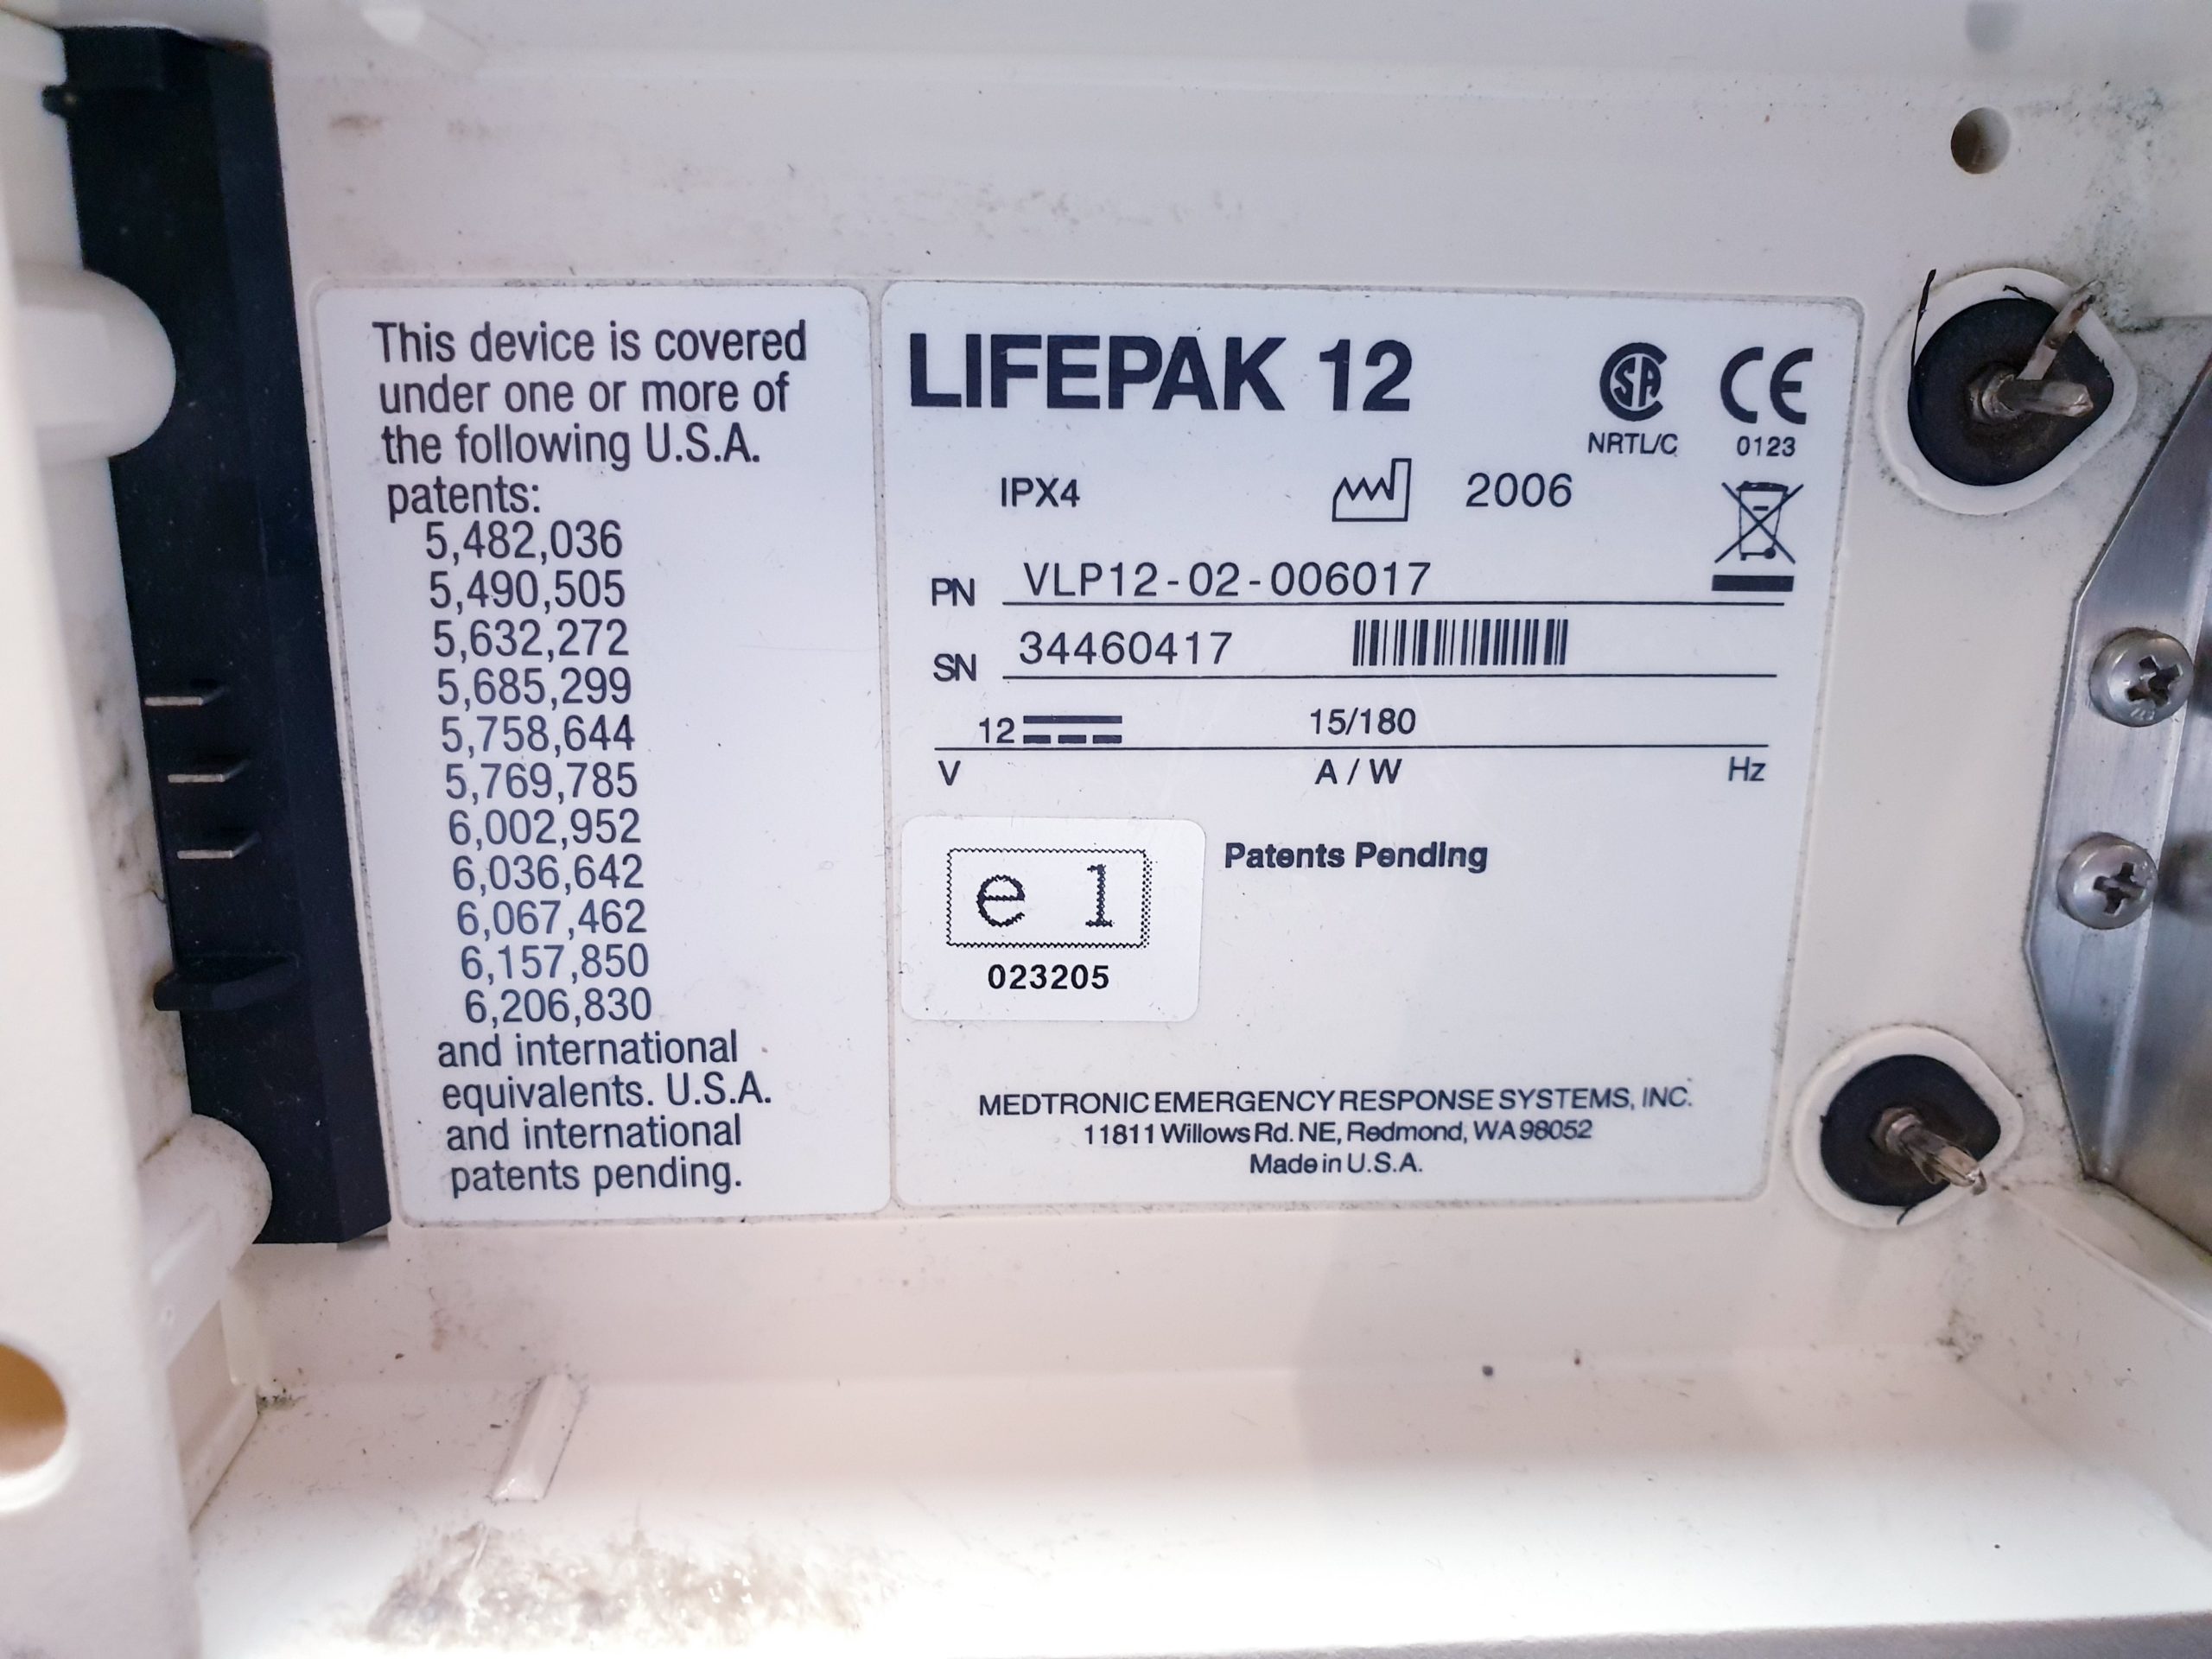 This device is covered
under one or more of
the following U.S.A.
patents:
5,482,036
5,490,505
5,632,272
5,685,299
5,758,644
5,769,785
6,002,952
6,036,642
6,067,462
6,157,850
6,206,830
and international
equivalents. U.S.A.
and international
patents pending.
LIFEPAK 12
SA
NRTL/C
CE
0123
IPX4
2006
PN VLP12-02-006017
SN 34460417
12 15/180
V A / W Hz
e 1
023205
Patents Pending
MEDTRONIC EMERGENCY RESPONSE SYSTEMS, INC.
11811 Willows Rd. NE, Redmond, WA 98052
Made in U.S.A.